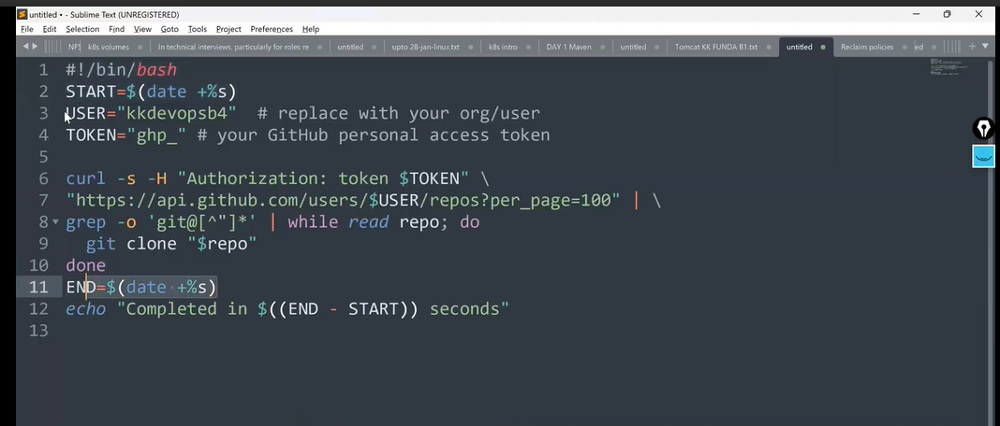 untitled • - Sublime Text (UNREGISTERED)
File Edit Selection Find View Goto Tools Project Preferences Help
NFS k8s volumes In technical interviews, particularly for roles re untitled upto 28-jan-linux.txt k8s intro DAY 1 Maven untitled Tomcat KK FUNDA B1.txt untitled Reclaim policies ed
1 #!/bin/bash
2 START=$(date +%s)
3 USER="kkdevopsb4"  # replace with your org/user
4 TOKEN="ghp_" # your GitHub personal access token
5
6 curl -s -H "Authorization: token $TOKEN" \
7 "https://api.github.com/users/$USER/repos?per_page=100" | \
8 grep -o 'git@[^"]*' | while read repo; do
9   git clone "$repo"
10 done
11 END=$(date +%s)
12 echo "Completed in $((END - START)) seconds"
13